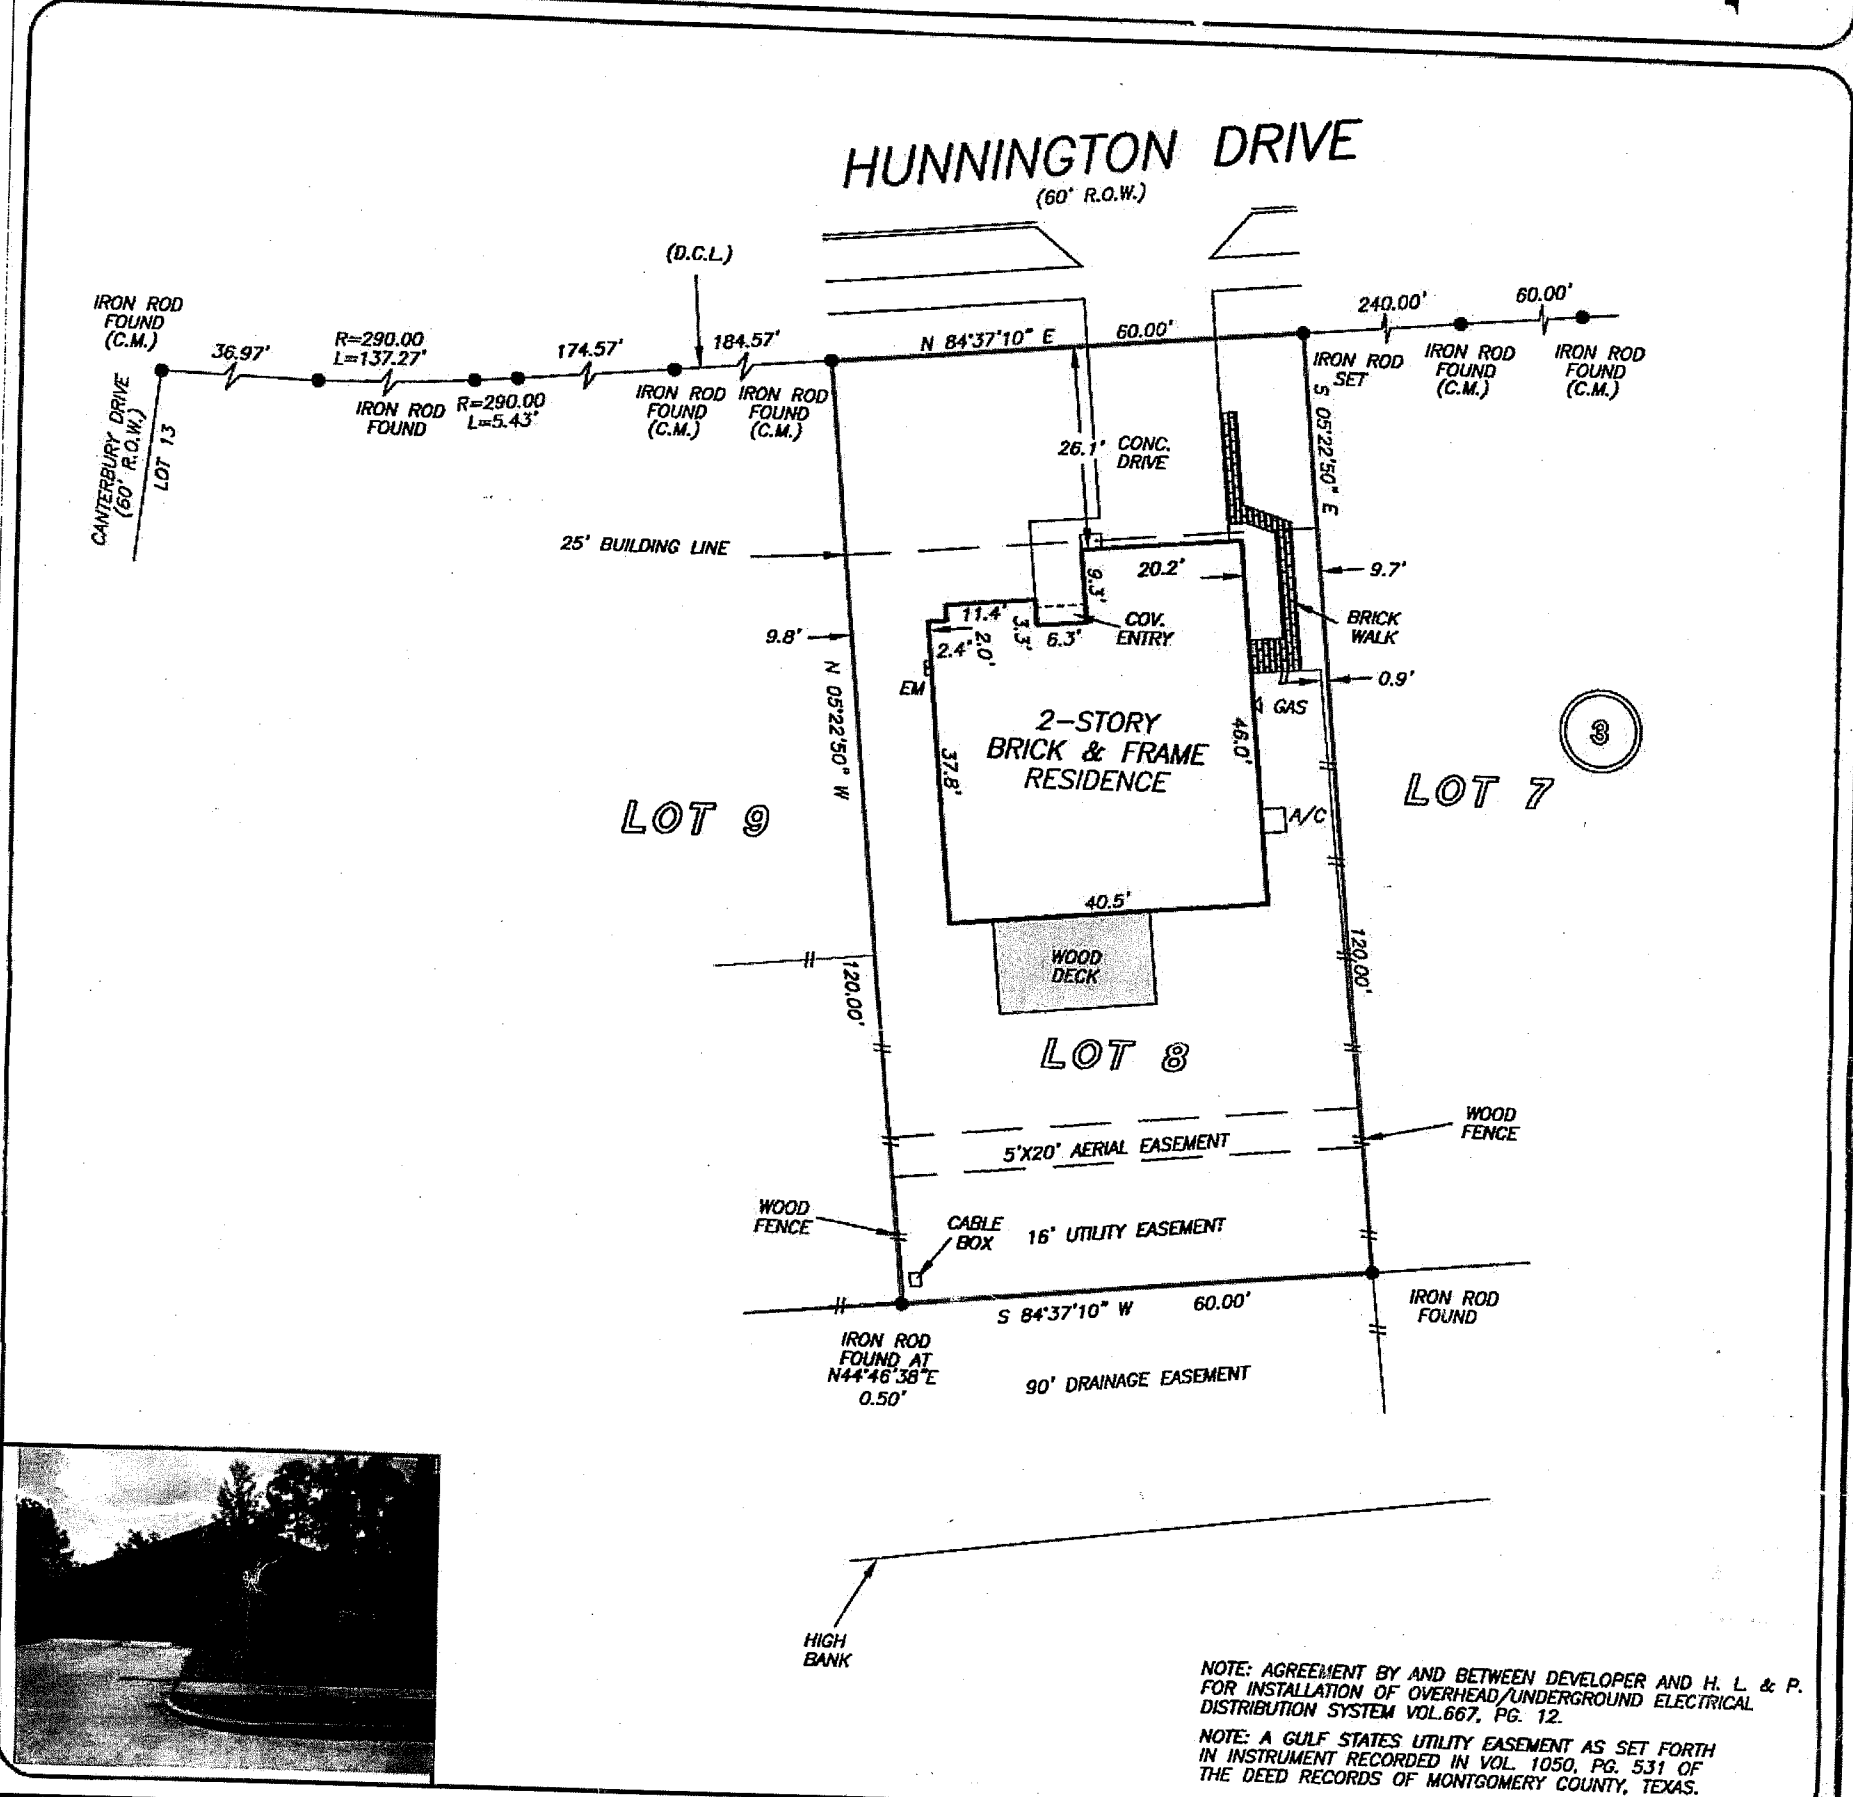 HUNNINGTON DRIVE
(60' R.O.W.)
(D.C.L.)
IRON ROD
FOUND
(C.M.)
36.97'
R=290.00
L=137.27'
174.57'
184.57'
N 84°37'10" E
60.00'
240.00'
60.00'
IRON ROD
FOUND
R=290.00
L=5.43'
IRON ROD
FOUND
(C.M.)
IRON ROD
FOUND
(C.M.)
IRON ROD
SET
IRON ROD
FOUND
(C.M.)
IRON ROD
FOUND
(C.M.)
CANTERBURY DRIVE
(60' R.O.W.)
LOT 13
S 05°22'50" E
26.1'
CONC.
DRIVE
25' BUILDING LINE
20.2'
9.3'
9.7'
11.4'
3.3'
6.3'
COV.
ENTRY
BRICK
WALK
9.8'
2.4'
2.0'
EM
0.9'
GAS
N 05°22'50" W
2-STORY
BRICK & FRAME
RESIDENCE
46.0'
37.8'
3
LOT 9
LOT 7
A/C
40.5'
WOOD
DECK
120.00'
120.00'
LOT 8
5'X20' AERIAL EASEMENT
WOOD
FENCE
WOOD
FENCE
CABLE
BOX
16' UTILITY EASEMENT
S 84°37'10" W
60.00'
IRON ROD
FOUND
IRON ROD
FOUND AT
N44°46'38"E
0.50'
90' DRAINAGE EASEMENT
HIGH
BANK
NOTE: AGREEMENT BY AND BETWEEN DEVELOPER AND H. L. & P.
FOR INSTALLATION OF OVERHEAD/UNDERGROUND ELECTRICAL
DISTRIBUTION SYSTEM VOL.667, PG. 12.
NOTE: A GULF STATES UTILITY EASEMENT AS SET FORTH
IN INSTRUMENT RECORDED IN VOL. 1050, PG. 531 OF
THE DEED RECORDS OF MONTGOMERY COUNTY, TEXAS.